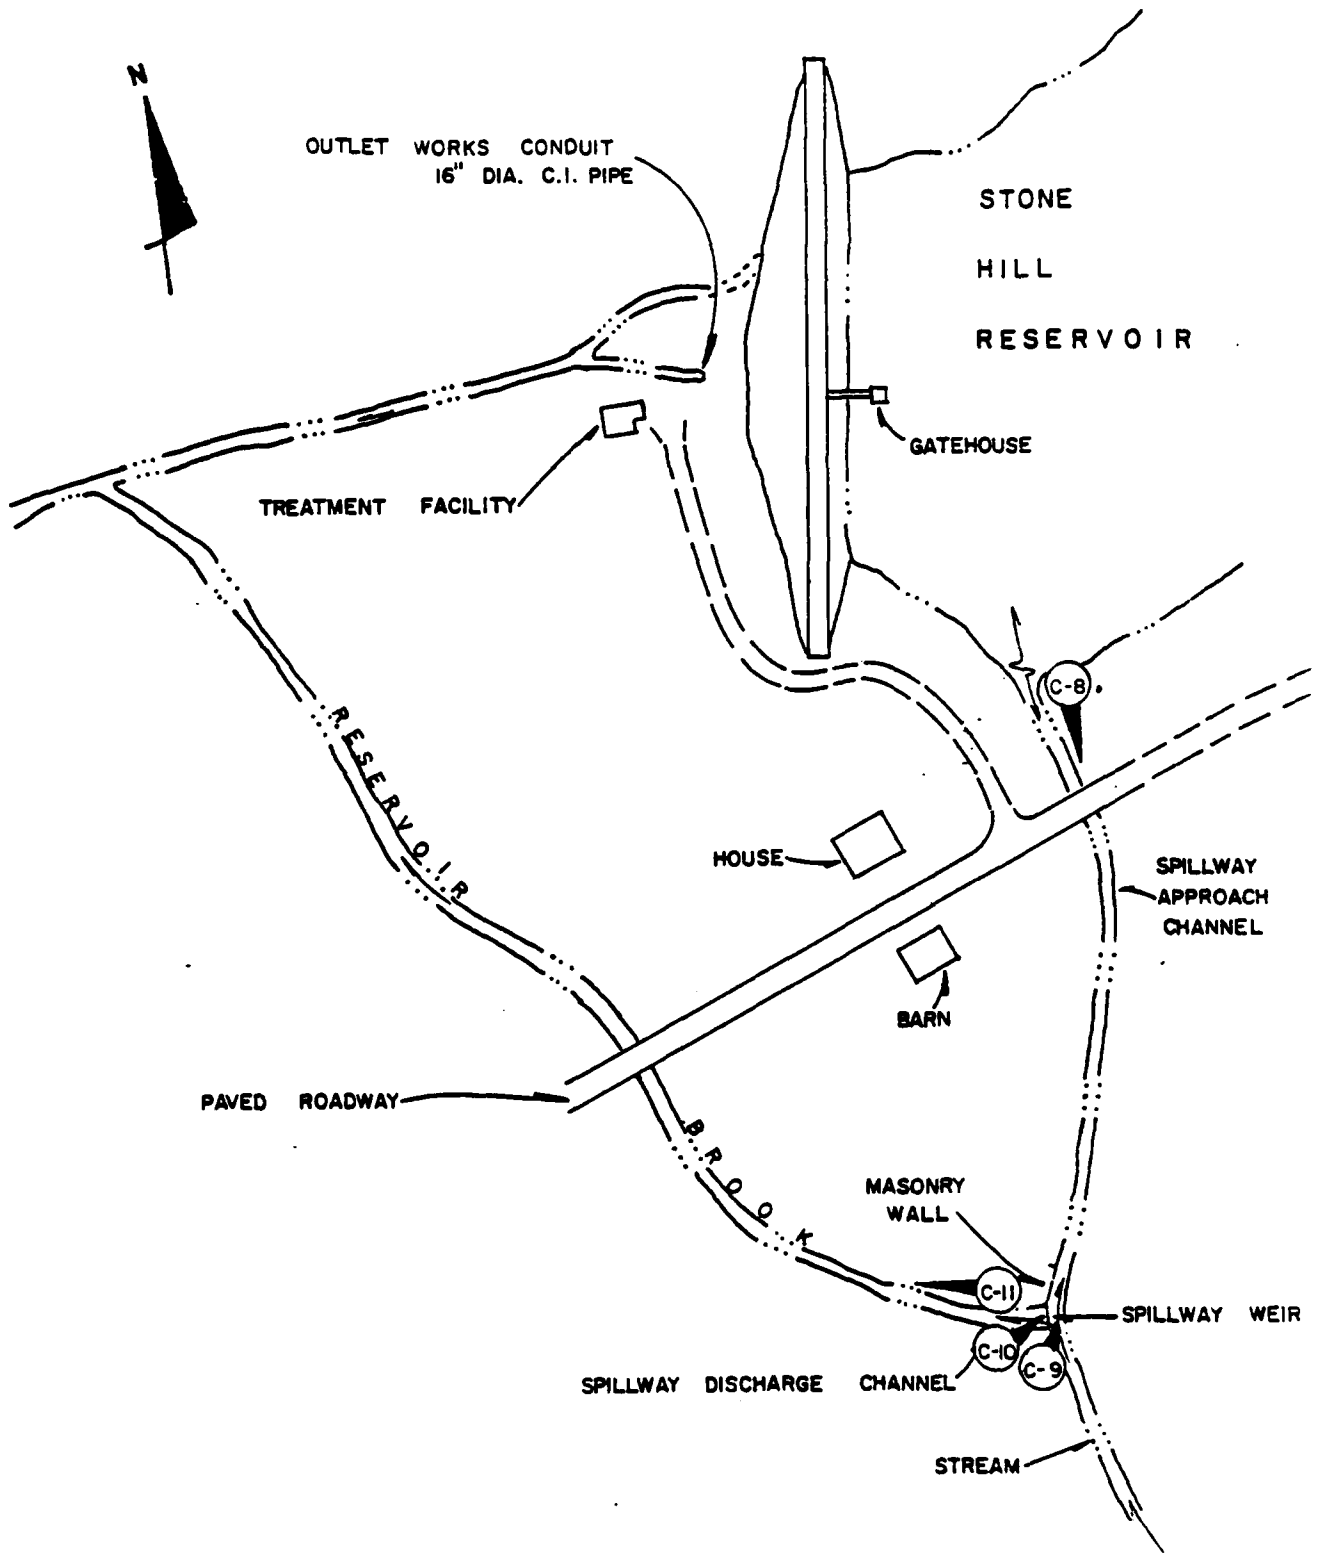 N
OUTLET WORKS CONDUIT
16" DIA. C.I. PIPE
STONE
HILL
RESERVOIR
GATEHOUSE
TREATMENT FACILITY
C-8
RESERVOIR
HOUSE
SPILLWAY
APPROACH
CHANNEL
BARN
PAVED ROADWAY
BROOK
MASONRY
WALL
C-11
SPILLWAY WEIR
C-10
C-9
SPILLWAY DISCHARGE CHANNEL
STREAM